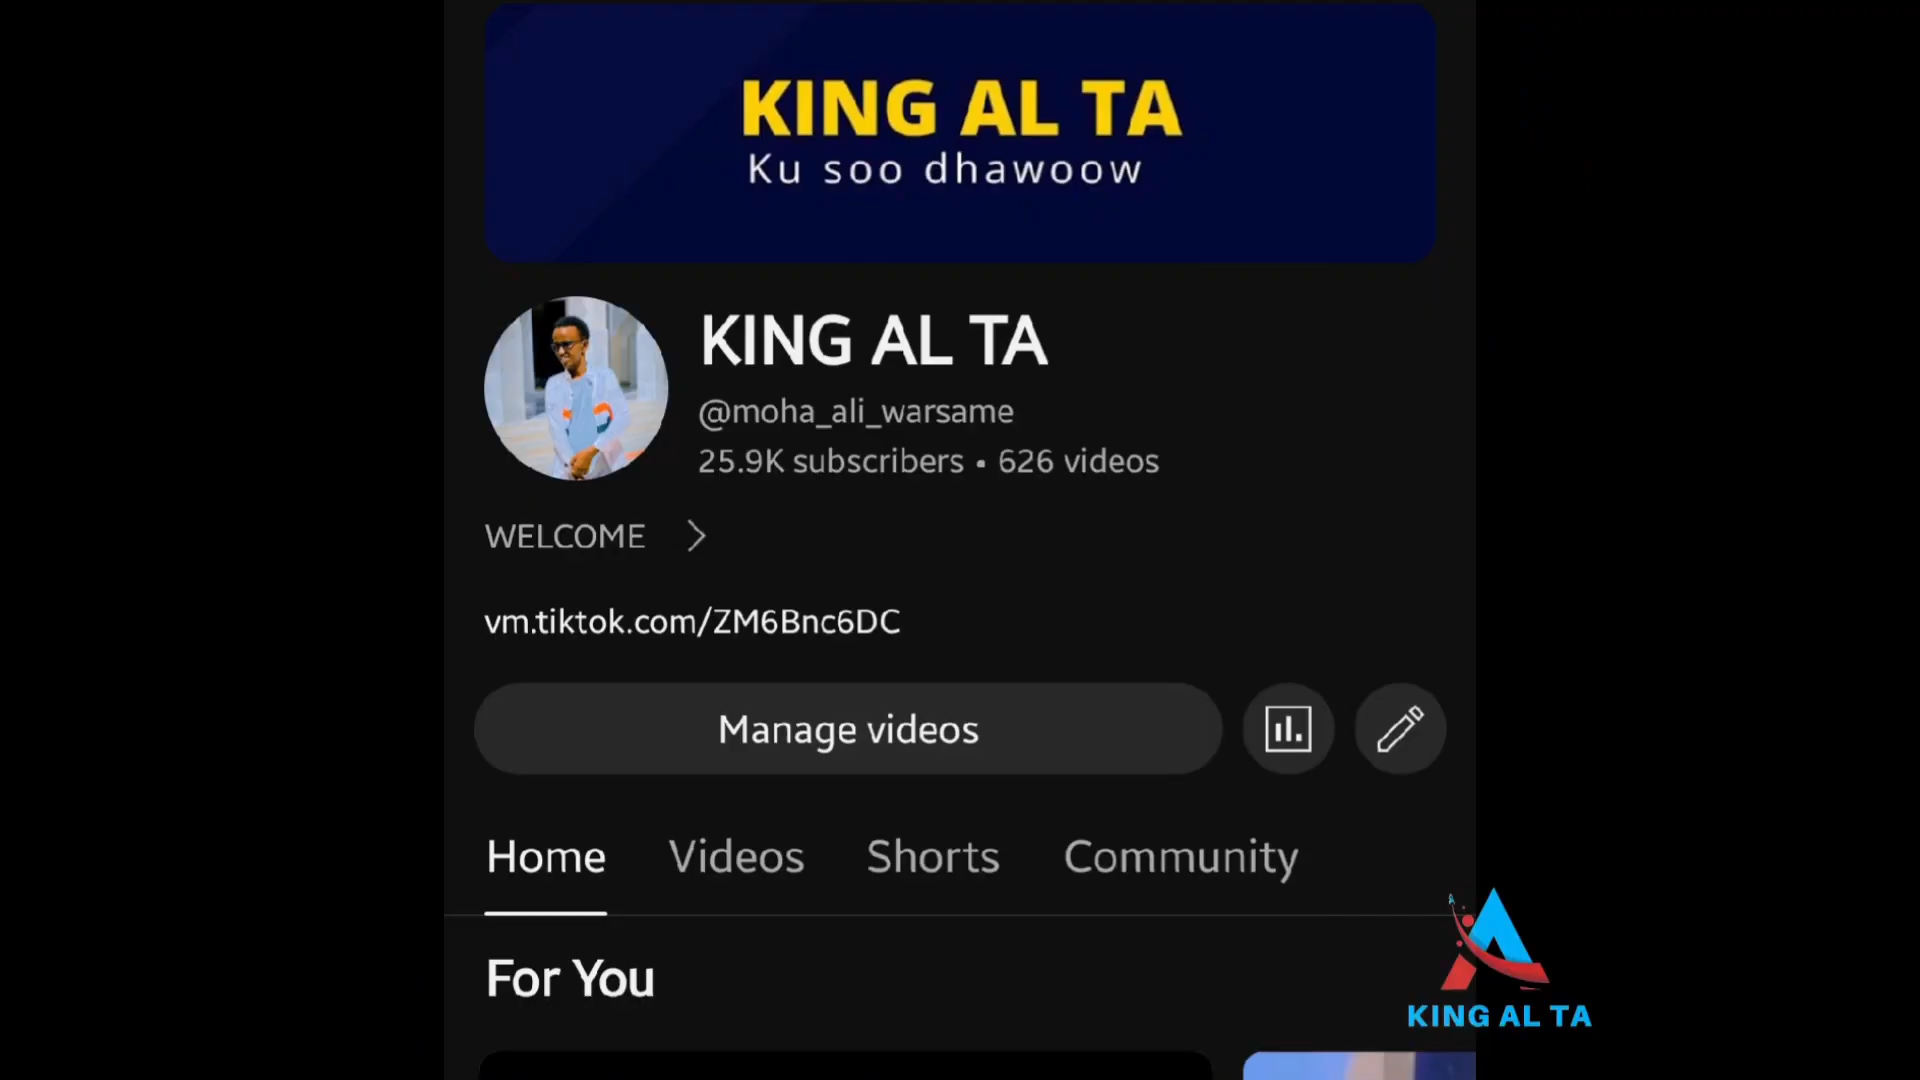 KING AL TA
Ku soo dhawoow
KING AL TA
@moha_ali_warsame
25.9K subscribers • 626 videos
WELCOME
vm.tiktok.com/ZM6Bnc6DC
Manage videos
Home Videos Shorts Community
For You
KING AL TA